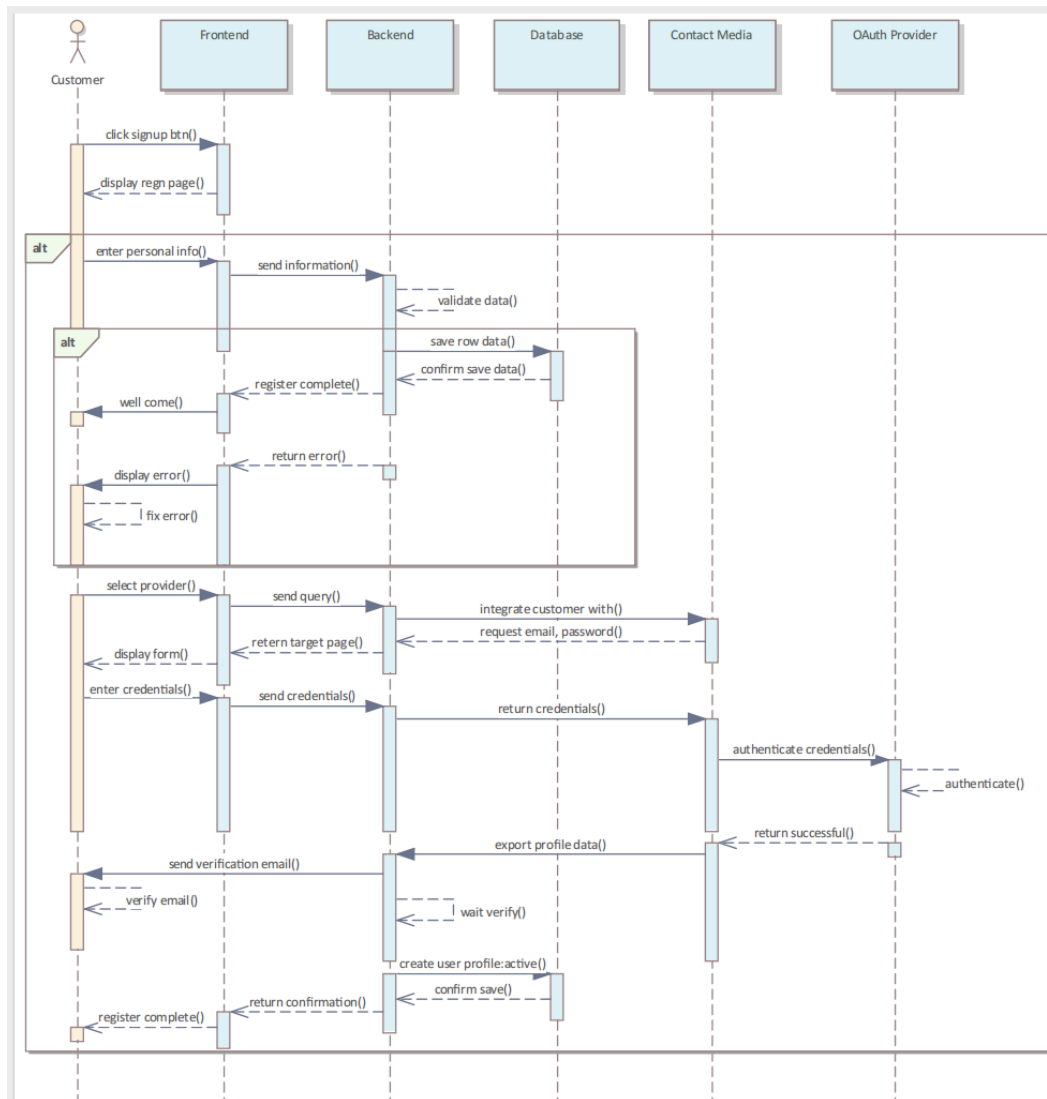 Frontend
Backend
Database
Contact Media
OAuth Provider
Customer
click signup btn()
display regn page()
alt
enter personal info()
send information()
validate data()
alt
save row data()
confirm save data()
register complete()
well come()
return error()
display error()
fix error()
select provider()
send query()
integrate customer with()
request email, password()
retern target page()
display form()
enter credentials()
send credentials()
return credentials()
authenticate credentials()
authenticate()
return successful()
export profile data()
send verification email()
verify email()
wait verify()
create user profile:active()
confirm save()
return confirmation()
register complete()